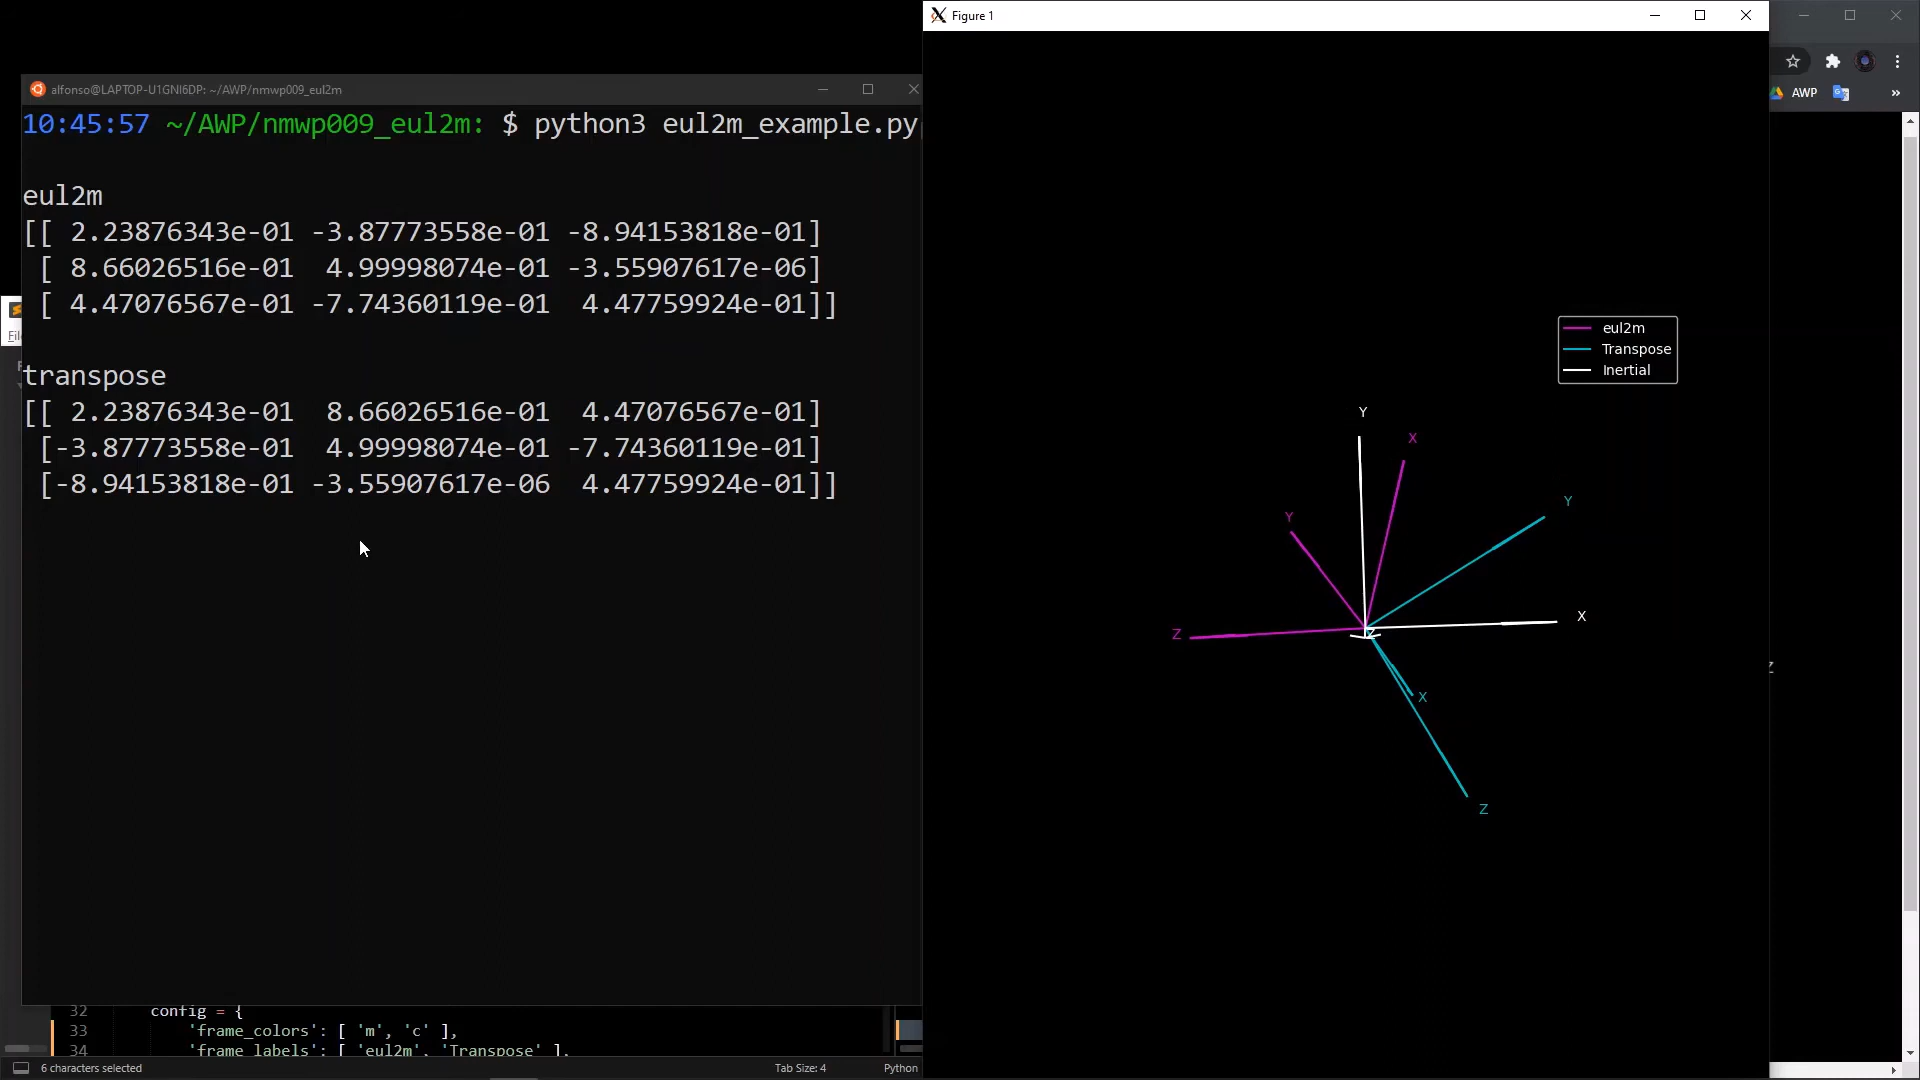 Figure 1
alfonso@LAPTOP-U1GNI6DP: ~/AWP/nmwp009_eul2m
AWP
10:45:57 ~/AWP/nmwp009_eul2m: $ python3 eul2m_example.py
eul2m
[[ 2.23876343e-01 -3.87773558e-01 -8.94153818e-01]
[ 8.66026516e-01 4.99998074e-01 -3.55907617e-06]
[ 4.47076567e-01 -7.74360119e-01 4.47759924e-01]]
transpose
[[ 2.23876343e-01 8.66026516e-01 4.47076567e-01]
[-3.87773558e-01 4.99998074e-01 -7.74360119e-01]
[-8.94153818e-01 -3.55907617e-06 4.47759924e-01]]
eul2m
Transpose
Inertial
Y
X
Y
Y
X
Z
X
Z
Z
32 config = {
33 'frame_colors': [ 'm', 'c' ],
34 'frame_labels': [ 'eul2m', 'Transpose' ],
6 characters selected
Tab Size: 4
Python